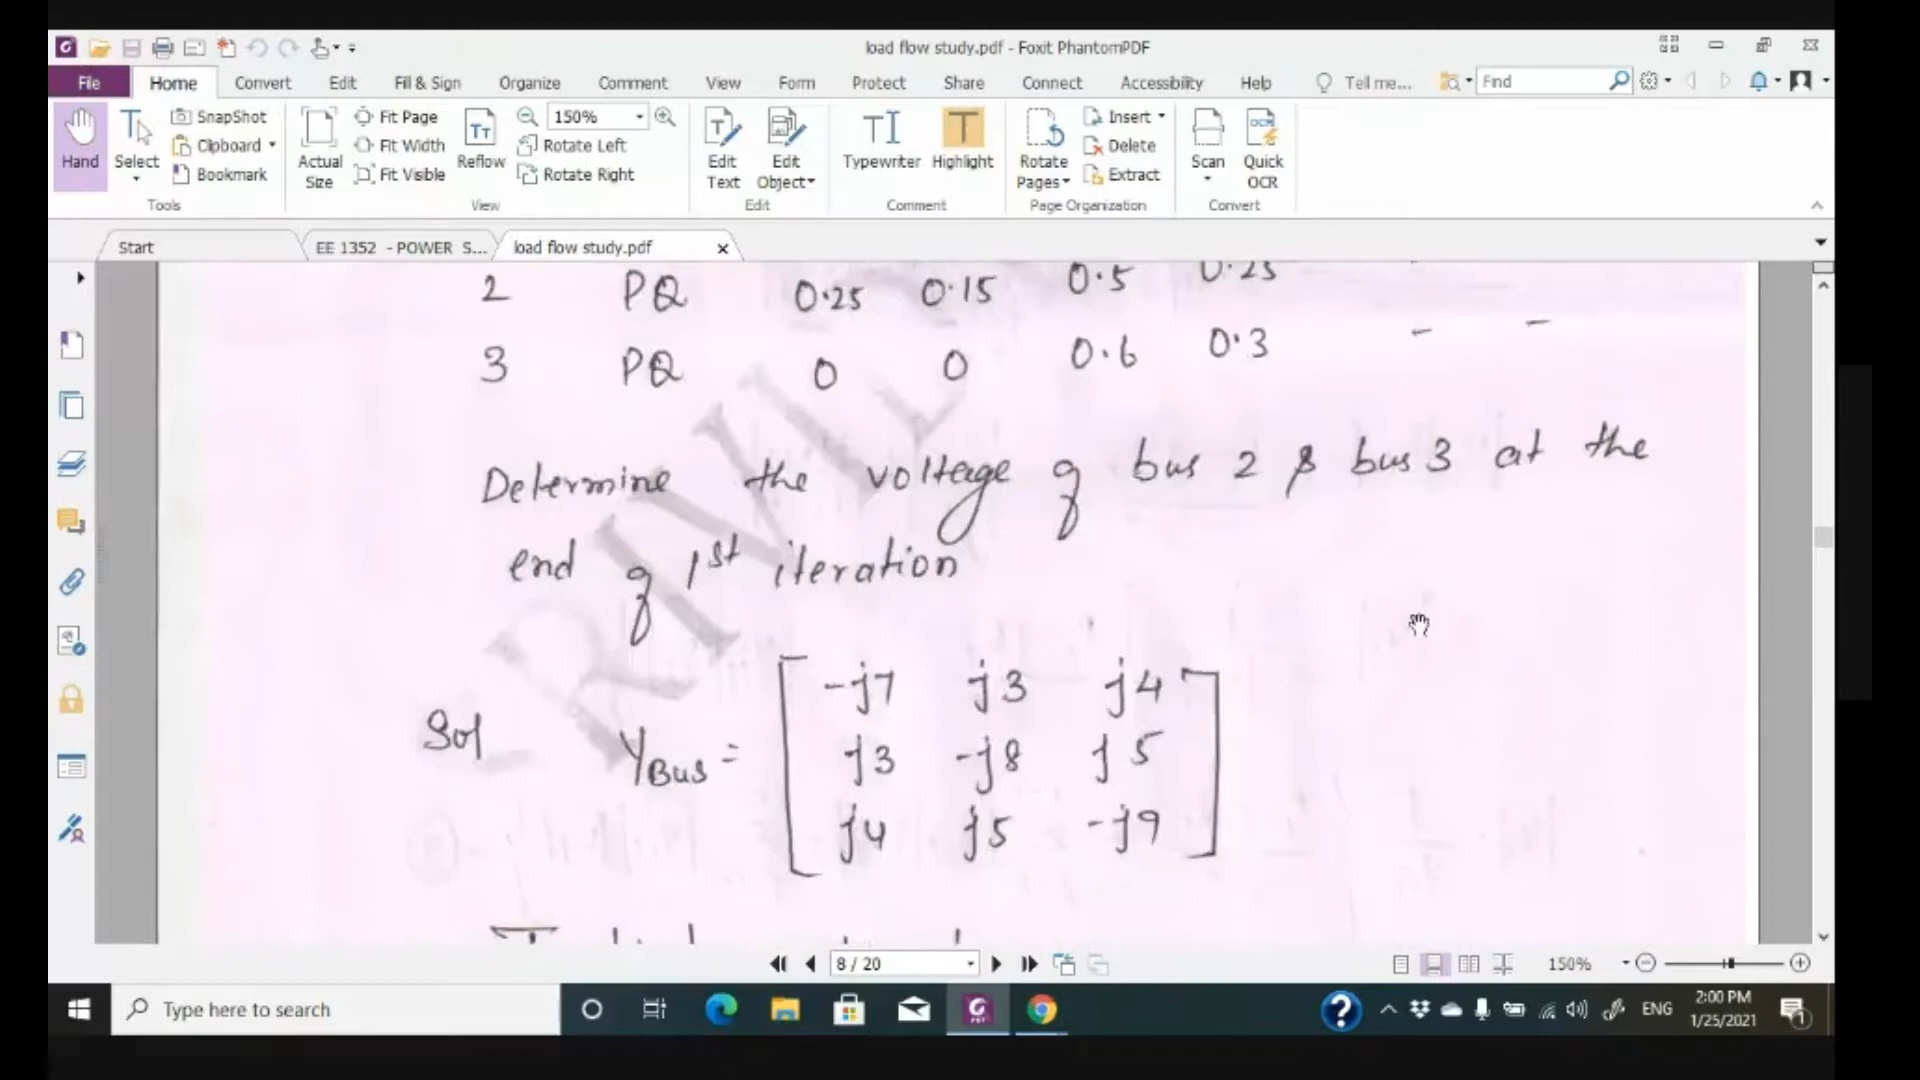 load flow study.pdf - Foxit PhantomPDF
File Home Convert Edit Fill & Sign Organize Comment View Form Protect Share Connect Accessibility Help Tell me... Find
Hand Select SnapShot Clipboard Bookmark Actual Size Fit Page Fit Width Fit Visible Reflow 150% Rotate Left Rotate Right Edit Text Edit Object Typewriter Highlight Rotate Pages Insert Delete Extract Scan Quick OCR
Tools View Edit Comment Page Organization Convert
Start EE 1352 - POWER S... load flow study.pdf
2 PQ 0.25 0.15 0.5 0.25 -
3 PQ 0 0 0.6 0.3 - -
Determine the voltage of bus 2 & bus 3 at the
end of 1st iteration
-j7 j3 j4
Sol YBus = j3 -j8 j5
j4 j5 -j9
8 / 20 150%
Type here to search ENG 2:00 PM
1/25/2021